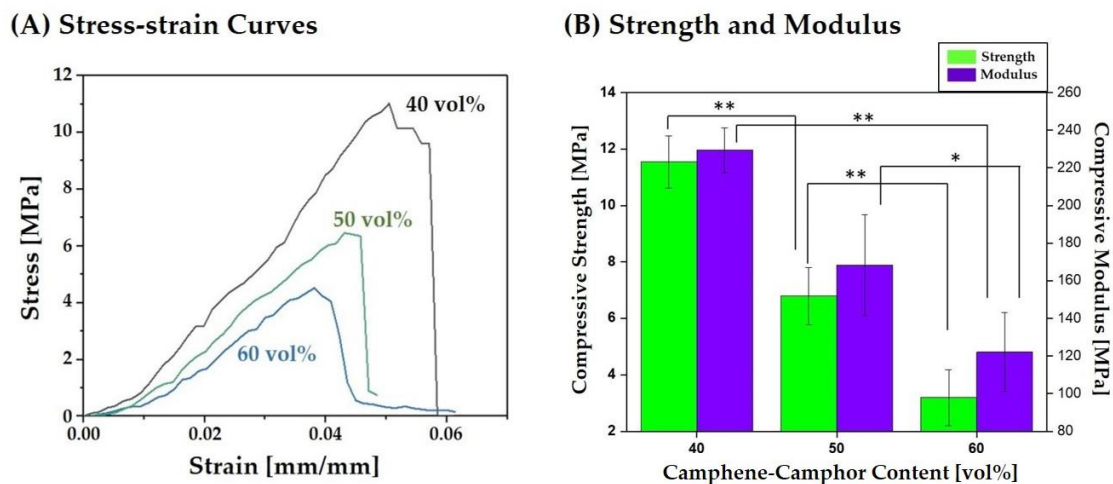 (A) Stress-strain Curves
12
10
8
6
4
2
0
0.00
0.02
0.04
0.06
Stress [MPa]
Strain [mm/mm]
40 vol%
50 vol%
60 vol%
(B) Strength and Modulus
Strength
Modulus
14
12
10
8
6
4
2
Compressive Strength [MPa]
260
240
220
200
180
160
140
120
100
80
Compressive Modulus [MPa]
**
**
**
*
40
50
60
Camphene-Camphor Content [vol%]